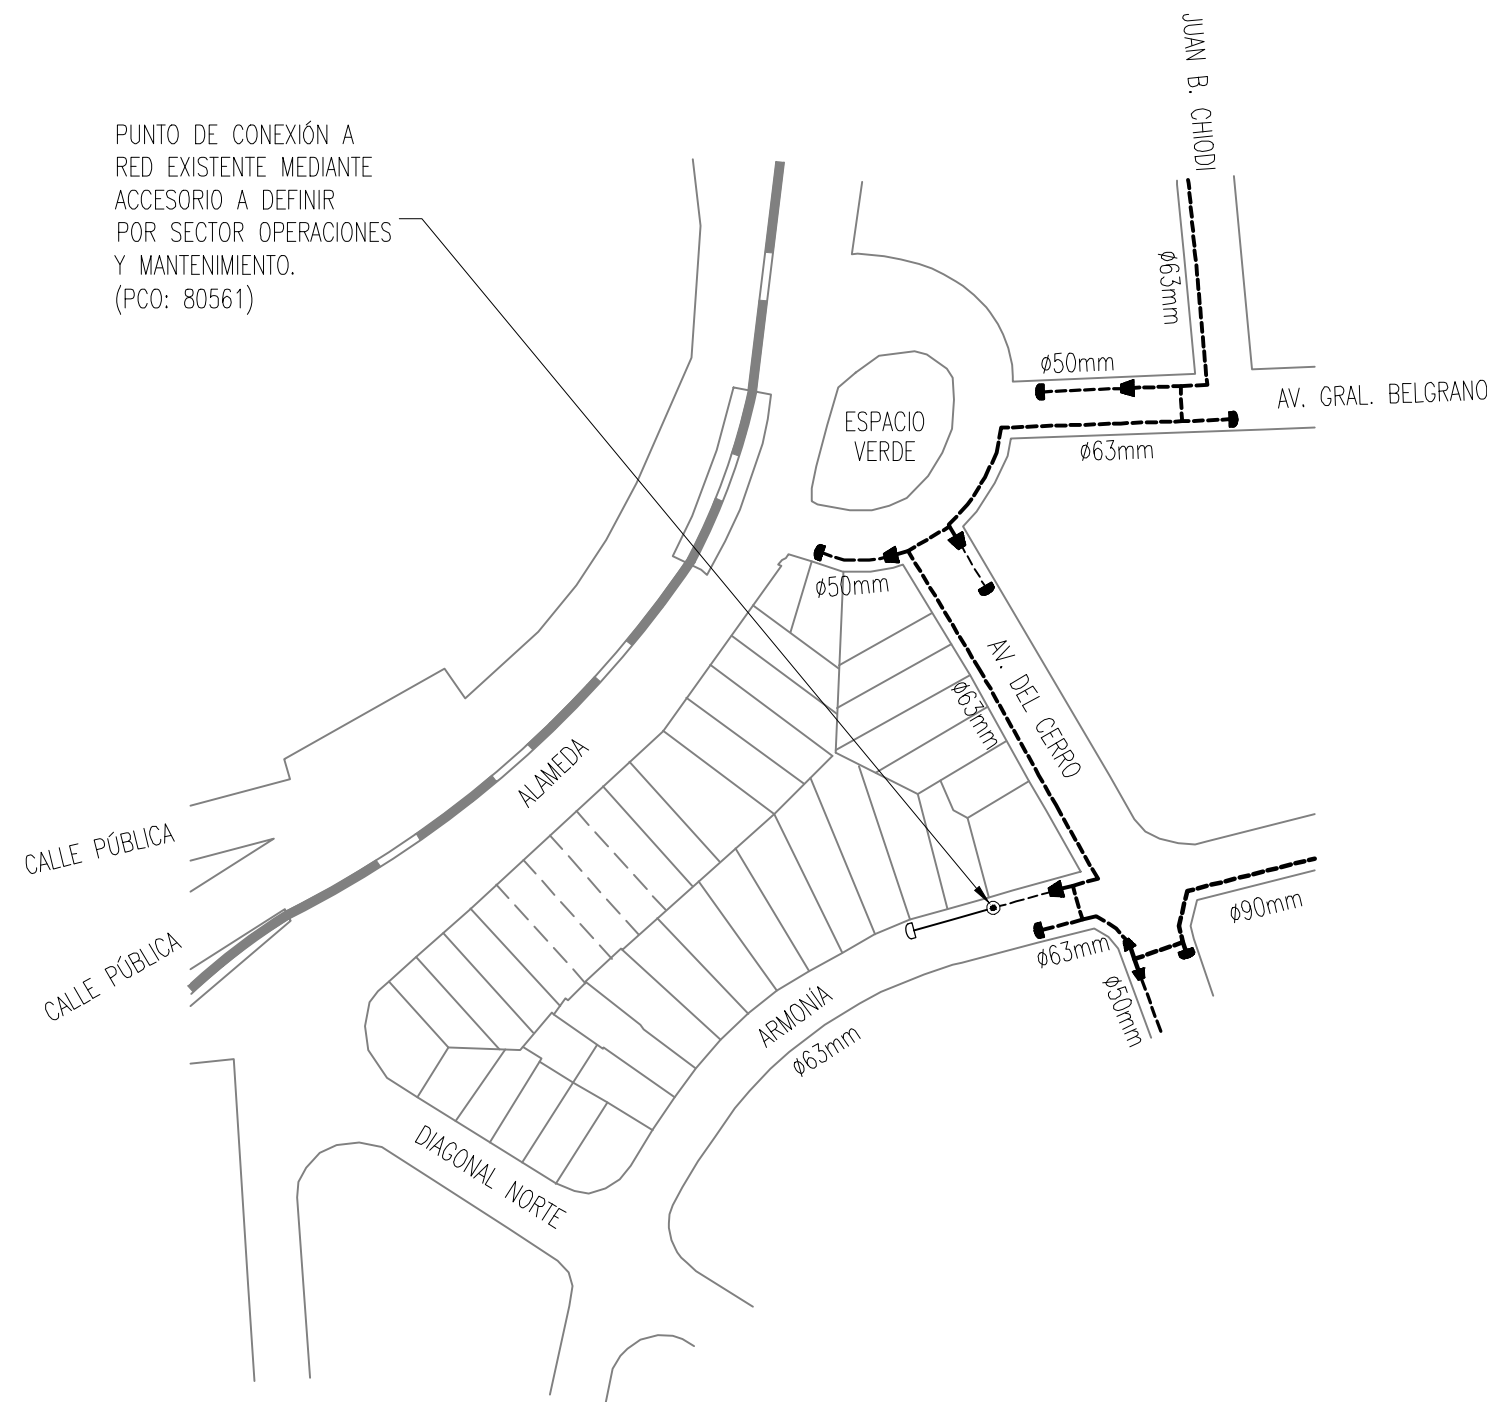 JUAN B. CHIODI
PUNTO DE CONEXIÓN A
RED EXISTENTE MEDIANTE
ACCESORIO A DEFINIR
POR SECTOR OPERACIONES
Y MANTENIMIENTO.
(PCO: 80561)
ø63mm
ø50mm
AV. GRAL. BELGRANO
ESPACIO
VERDE
ø63mm
ø50mm
AV. DEL CERRO
ø63mm
ALAMEDA
CALLE PÚBLICA
CALLE PÚBLICA
ø90mm
ø63mm
ø50mm
ARMONÍA
ø63mm
DIAGONAL NORTE